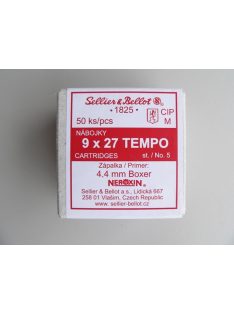 Sellier & Bellot
• 1825 •
50 ks/pcs
CIP
M
NÁBOJKY
9 x 27 TEMPO
CARTRIDGES st. / No. 5
Zápalka / Primer:
4,4 mm Boxer
NEROXIN®
Sellier & Bellot a.s., Lidická 667
258 01 Vlašim, Czech Republic
www.sellier-bellot.cz